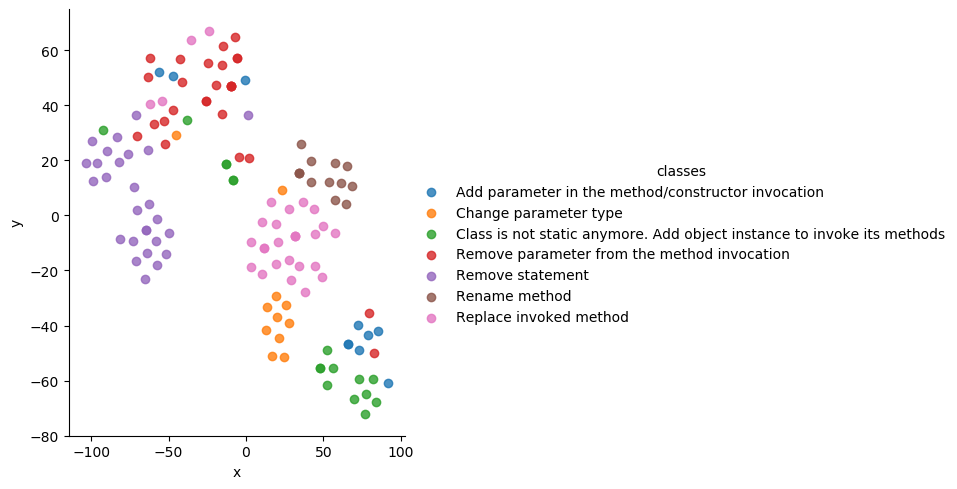 60
40
20
0
−20
−40
−60
−80
y
−100
−50
0
50
100
x
classes
Add parameter in the method/constructor invocation
Change parameter type
Class is not static anymore. Add object instance to invoke its methods
Remove parameter from the method invocation
Remove statement
Rename method
Replace invoked method